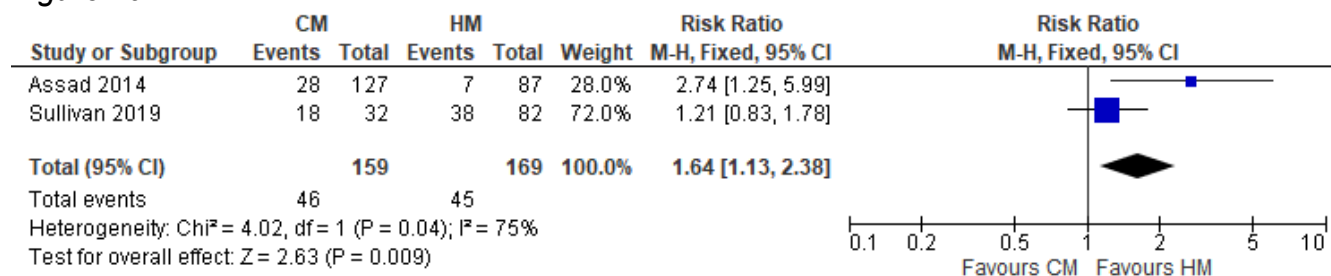 CM HM Risk Ratio Risk Ratio
Study or Subgroup Events Total Events Total Weight M-H, Fixed, 95% CI M-H, Fixed, 95% CI
Assad 2014 28 127 7 87 28.0% 2.74 [1.25, 5.99]
Sullivan 2019 18 32 38 82 72.0% 1.21 [0.83, 1.78]
Total (95% CI) 159 169 100.0% 1.64 [1.13, 2.38]
Total events 46 45
Heterogeneity: Chi² = 4.02, df = 1 (P = 0.04); I² = 75%
Test for overall effect: Z = 2.63 (P = 0.009)
0.1 0.2 0.5 1 2 5 10
Favours CM Favours HM